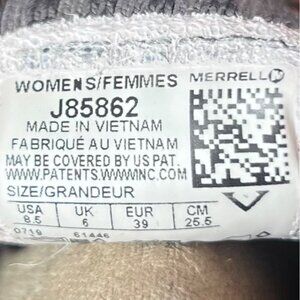 WOMENS/FEMMES MERRELL
J85862
MADE IN VIETNAM
FABRIQUÉ AU VIETNAM
MAY BE COVERED BY US PAT.
WWW.PATENTS.WWWINC.COM
SIZE/GRANDEUR
USA UK EUR CM
8.5 6 39 25.5
0719 61446